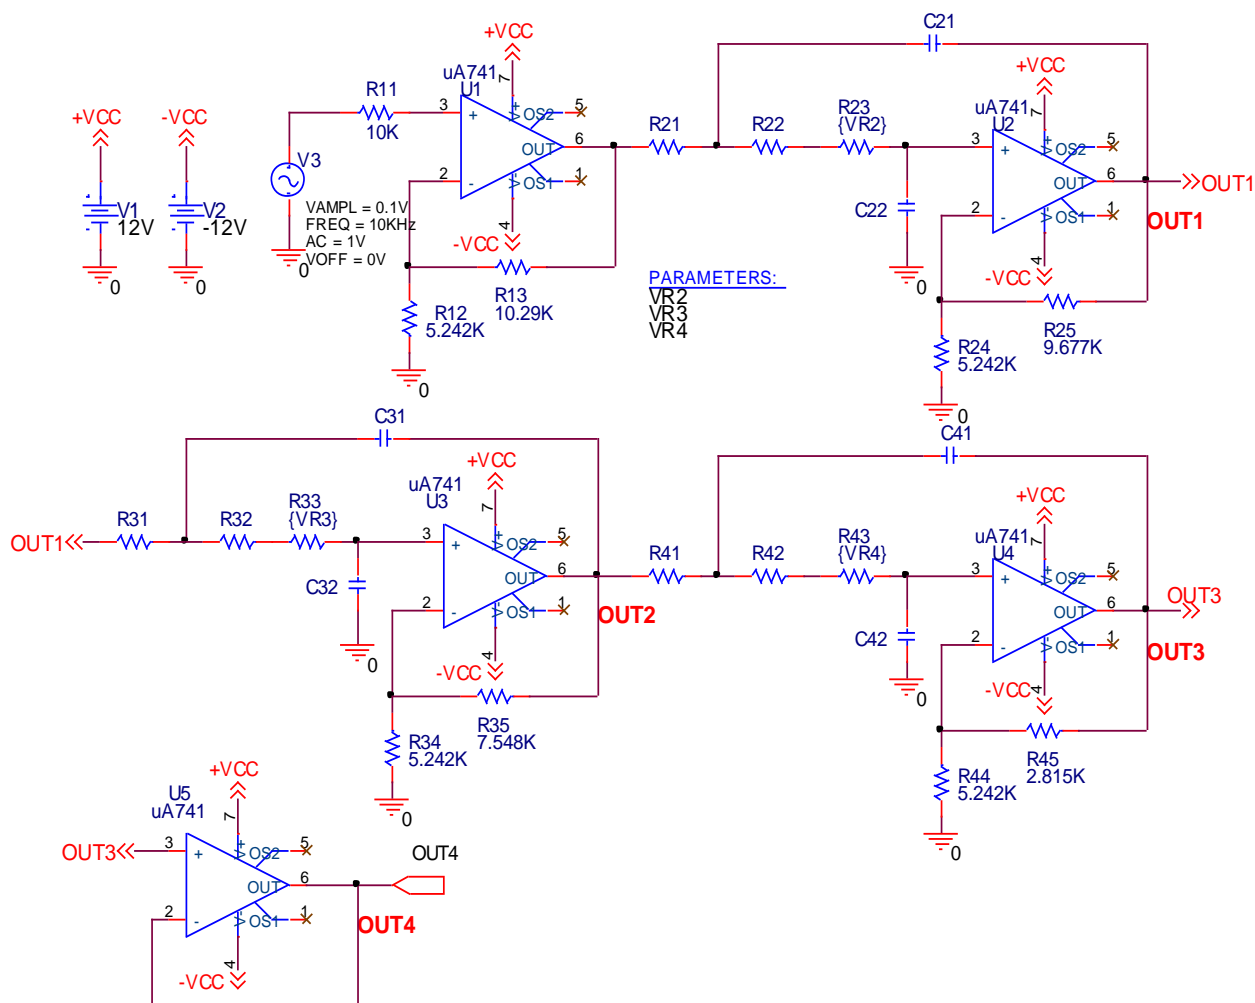 C21
+VCC
+VCC
uA741
U1
7
R11
10K
3
+
V+
OS2
5
6
OUT
2
-
V-
OS1
1
4
-VCC
+VCC
-VCC
V1
12V
0
V2
-12V
0
V3
VAMPL = 0.1V
FREQ = 10KHz
AC = 1V
VOFF = 0V
0
R12
5.242K
R13
10.29K
0
R21
R22
R23
{VR2}
uA741
U2
7
3
+
V+
OS2
5
6
OUT
2
-
V-
OS1
1
4
-VCC
OUT1
OUT1
C22
0
PARAMETERS:
VR2
VR3
VR4
R24
5.242K
R25
9.677K
0
C31
+VCC
uA741
U3
7
OUT1
R31
R32
R33
{VR3}
3
+
V+
OS2
5
6
OUT
2
-
V-
OS1
1
4
-VCC
C32
0
OUT2
R34
5.242K
R35
7.548K
0
C41
+VCC
uA741
U4
7
R41
R42
R43
{VR4}
3
+
V+
OS2
5
6
OUT
2
-
V-
OS1
1
4
-VCC
OUT3
OUT3
C42
0
R44
5.242K
R45
2.815K
0
+VCC
U5
uA741
7
OUT3
3
+
V+
OS2
5
6
OUT
2
-
V-
OS1
1
4
-VCC
OUT4
OUT4